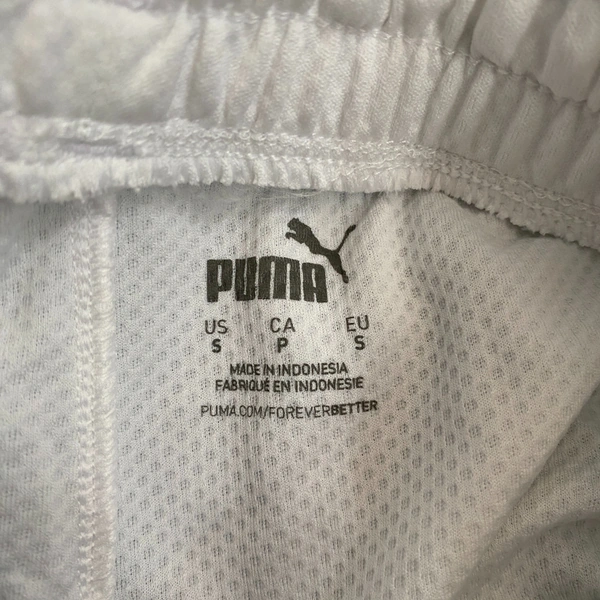 PUMA
US CA EU
S P S
MADE IN INDONESIA
FABRIQUÉ EN INDONESIE
PUMA.COM/FOREVERBETTER